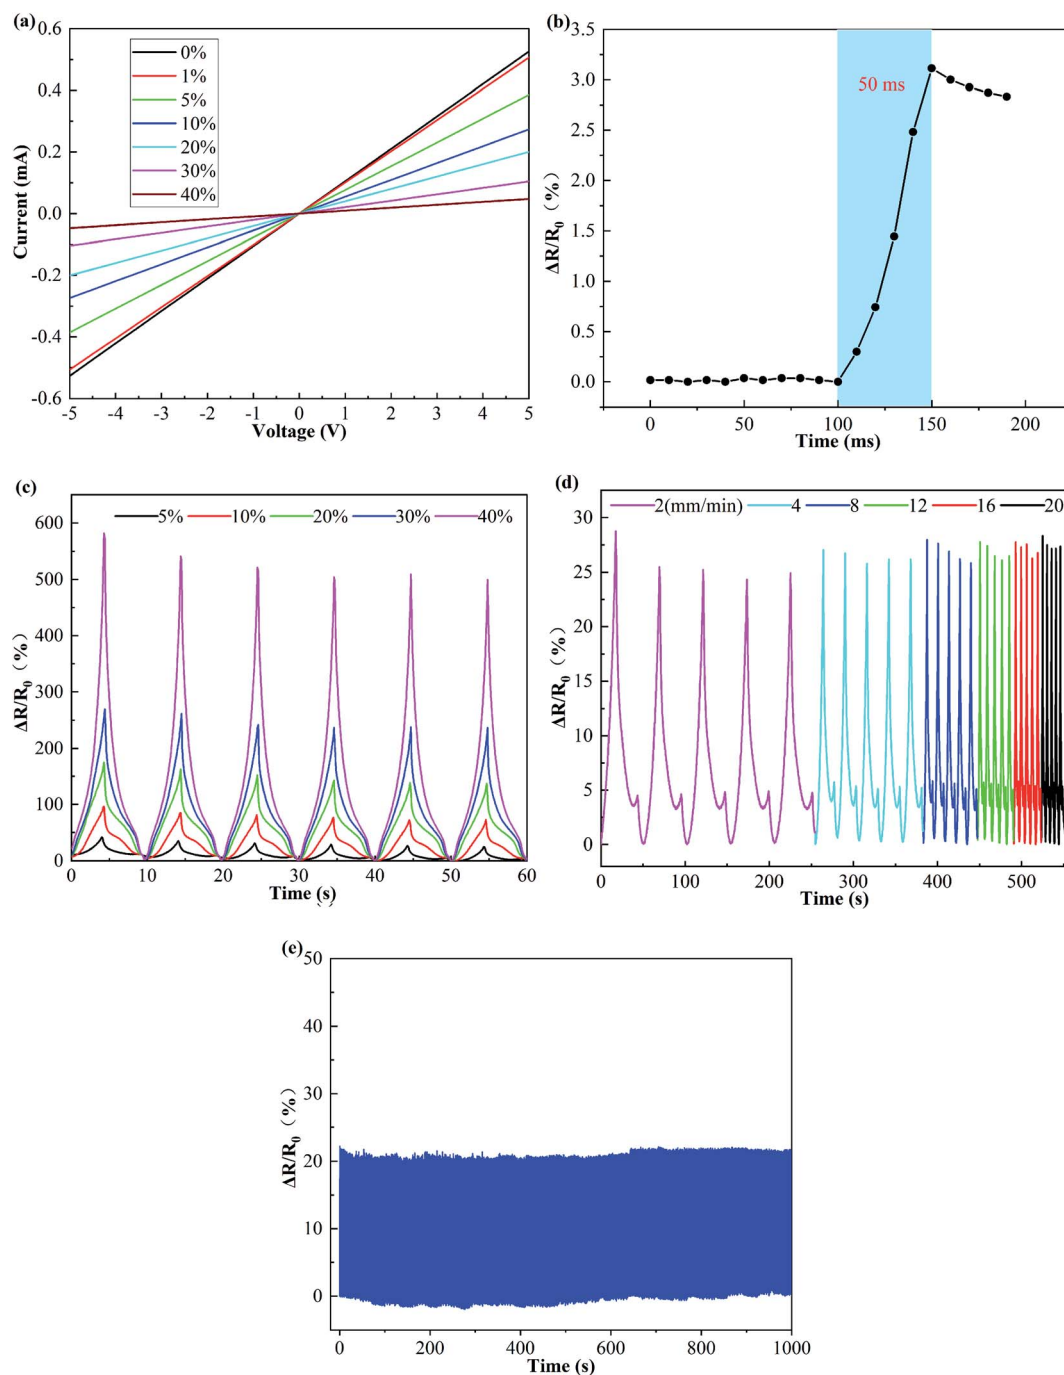 (a)
0.6
0.4
0.2
0.0
-0.2
-0.4
-0.6
Current (mA)
0%
1%
5%
10%
20%
30%
40%
-5 -4 -3 -2 -1 0 1 2 3 4 5
Voltage (V)
(b)
3.5
3.0
2.5
2.0
1.5
1.0
0.5
0.0
ΔR/R0 (%)
50 ms
0 50 100 150 200
Time (ms)
(c)
600
500
400
300
200
100
0
ΔR/R0 (%)
5% 10% 20% 30% 40%
0 10 20 30 40 50 60
Time (s)
(d)
30
25
20
15
10
5
0
ΔR/R0 (%)
2(mm/min) 4 8 12 16 20
0 100 200 300 400 500
Time (s)
(e)
50
40
30
20
10
0
ΔR/R0 (%)
0 200 400 600 800 1000
Time (s)